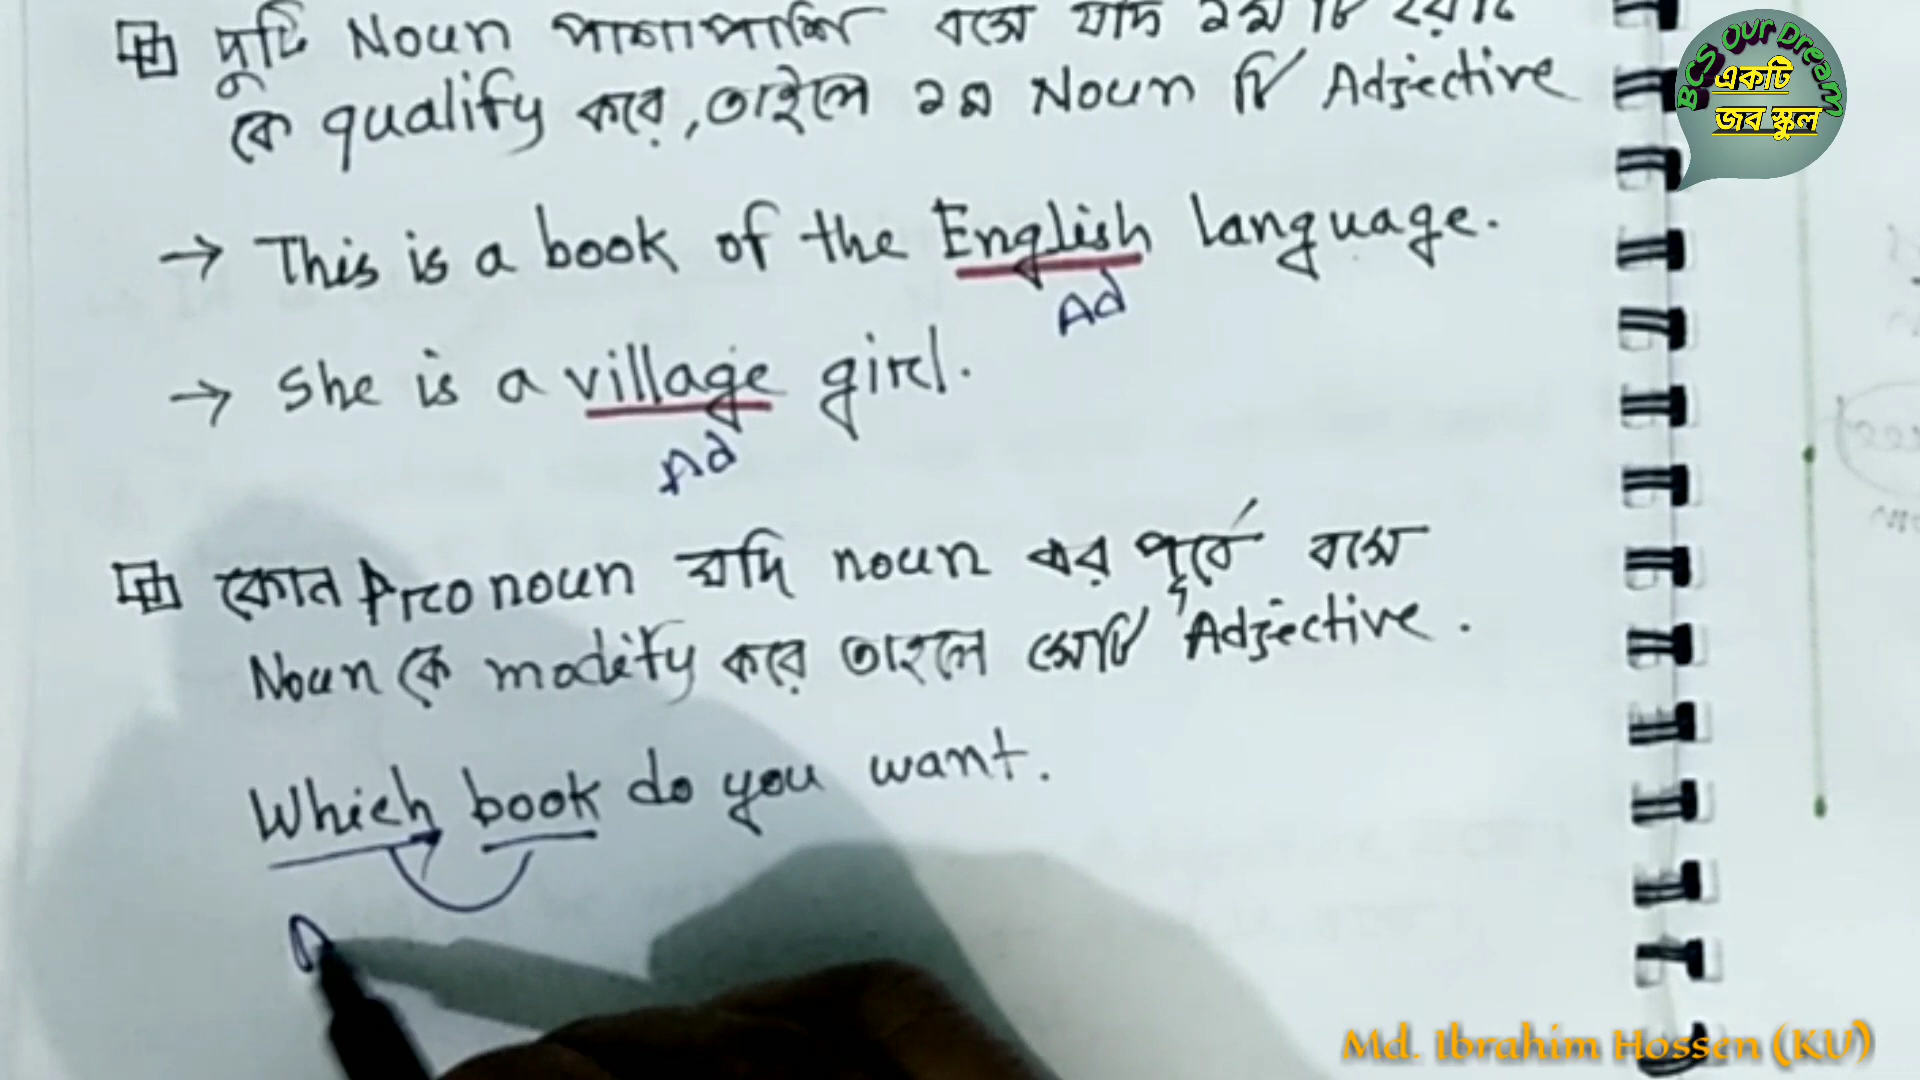 দুটি Noun পাশাপাশি বসে যদি ১ম টি ২য় টি
কে qualify করে, তাহলে ১ম Noun টি Adjective
→ This is a book of the English language.
Ad
→ She is a village girl.
Ad
কোন Pronoun যদি noun এর পূর্বে বসে
Noun কে modify করে তাহলে সেটি Adjective.
Which book do you want.
BCS Our Dream
একটি
জব স্কুল
Md. Ibrahim Hossen (KU)